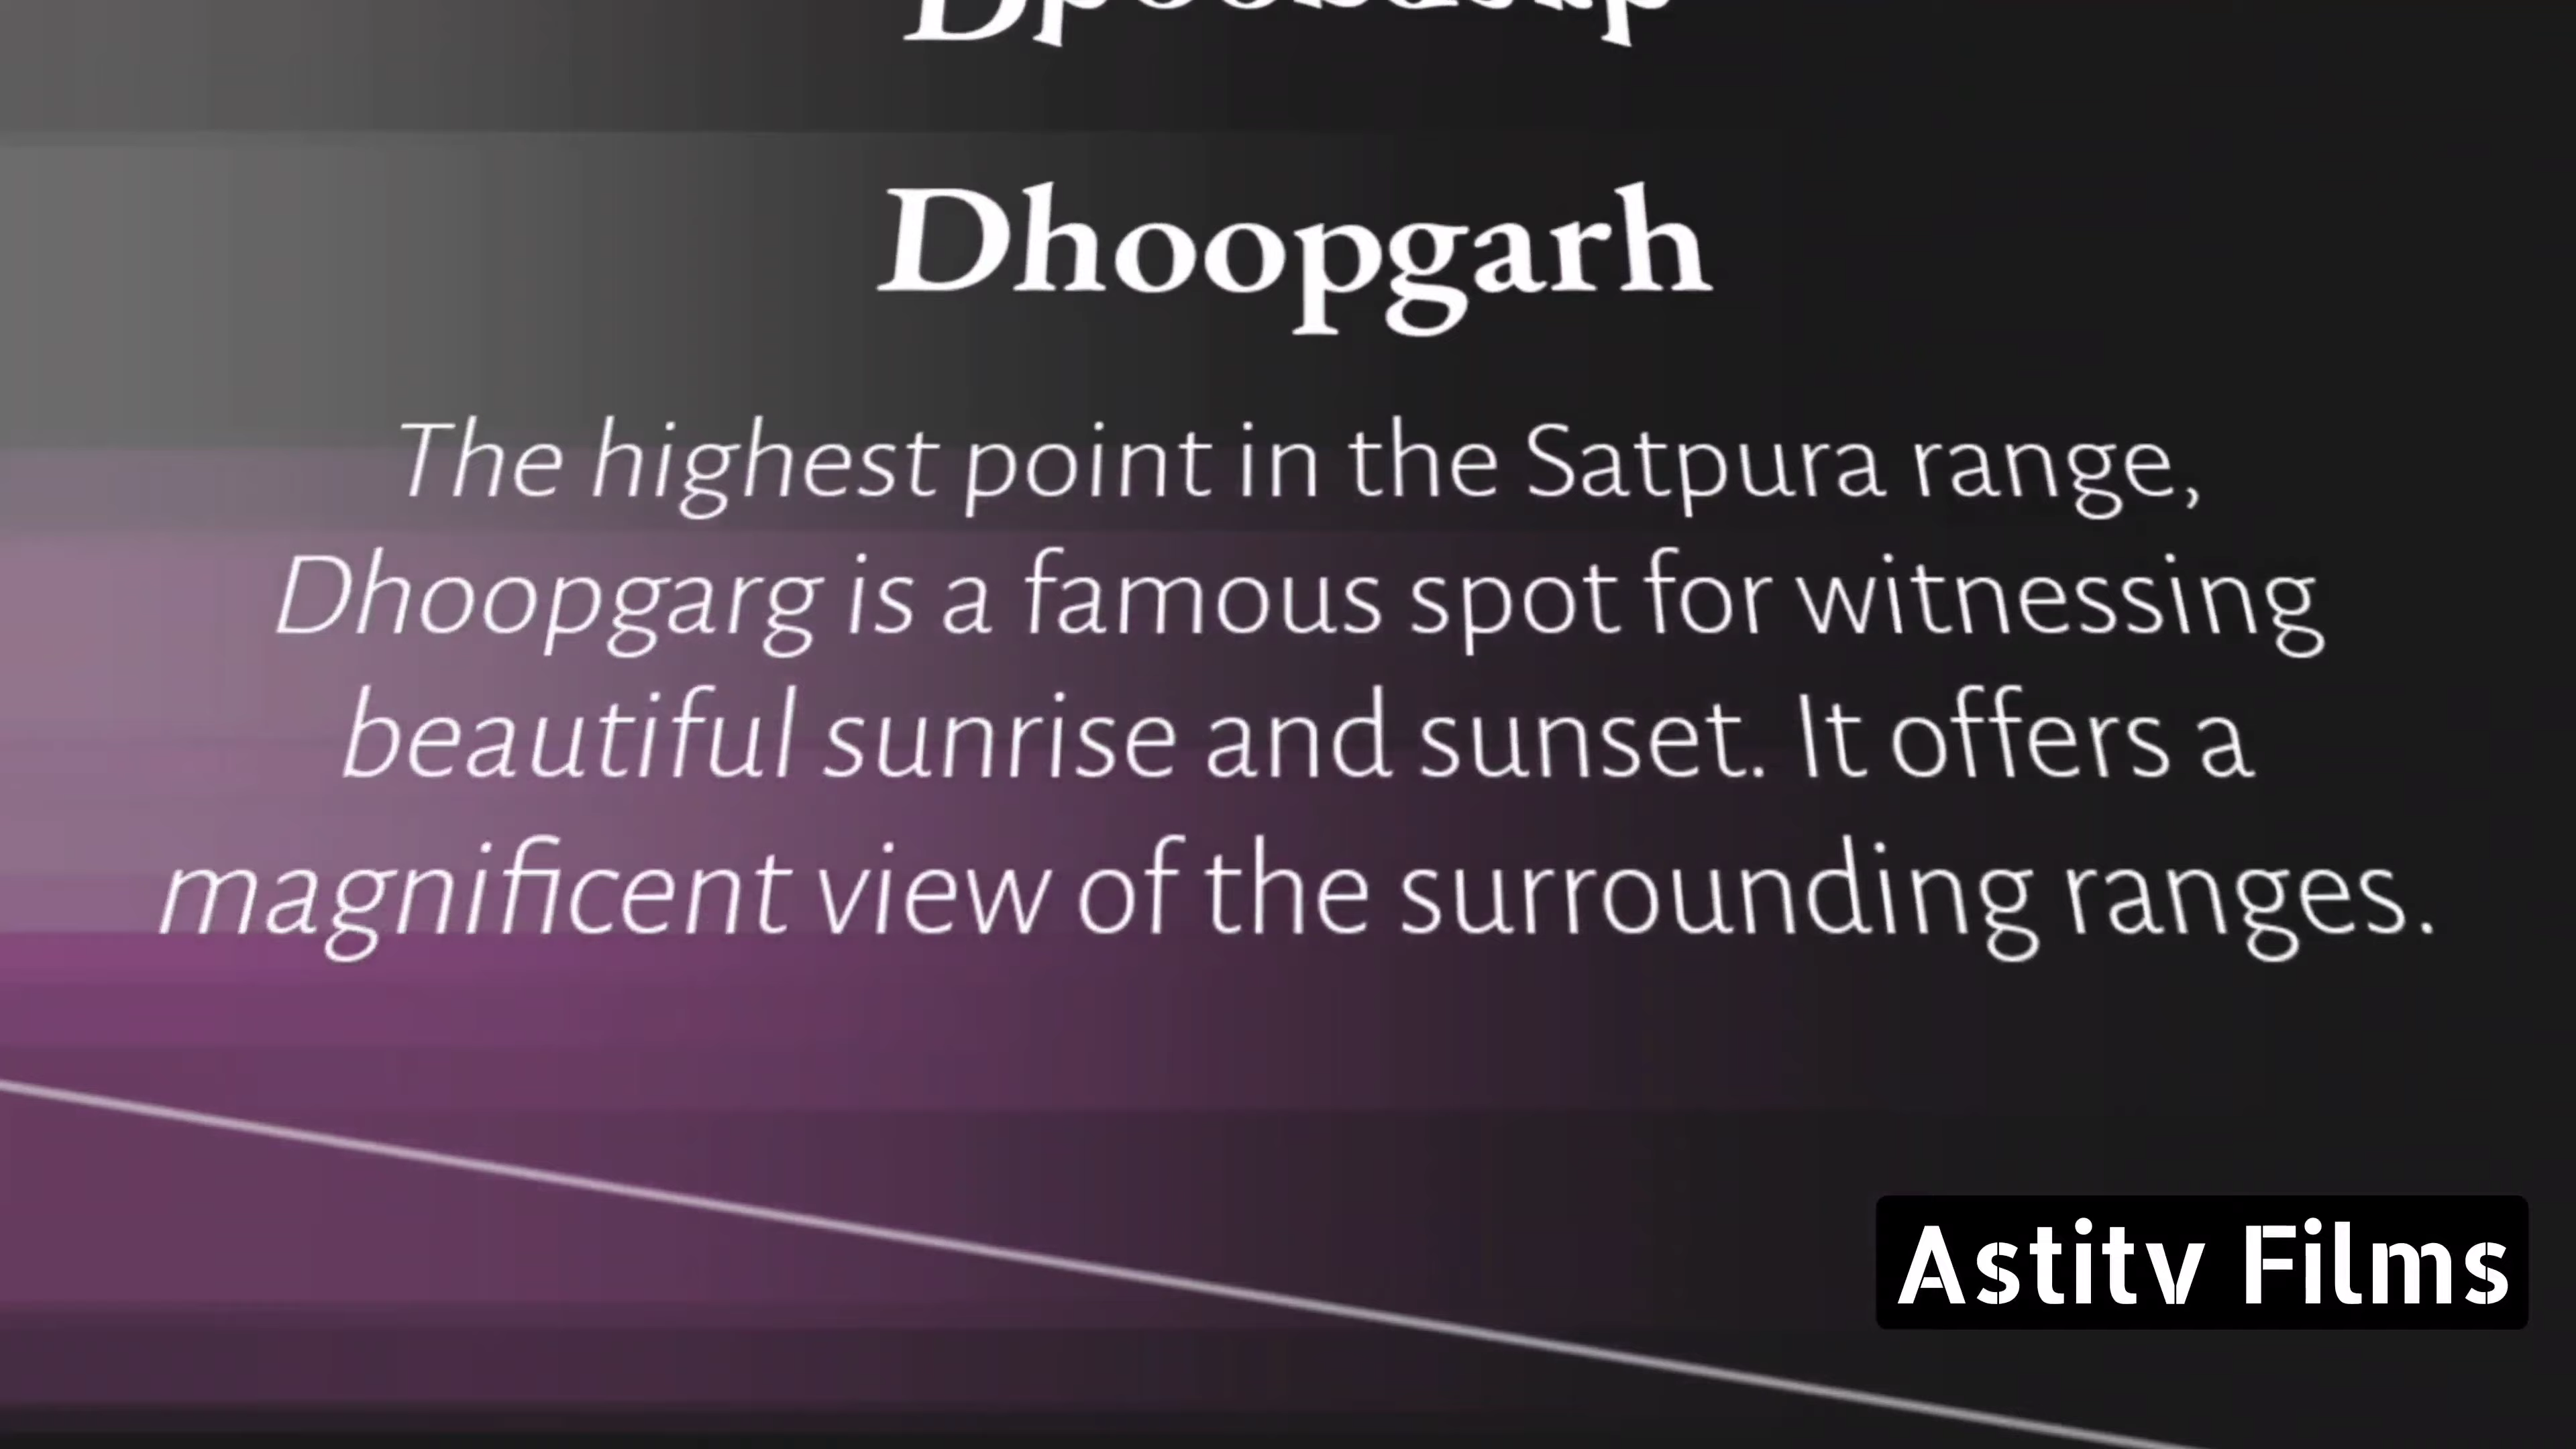 Dhoopgarh
The highest point in the Satpura range,
Dhoopgarg is a famous spot for witnessing
beautiful sunrise and sunset. It offers a
magnificent view of the surrounding ranges.
Astitv Films